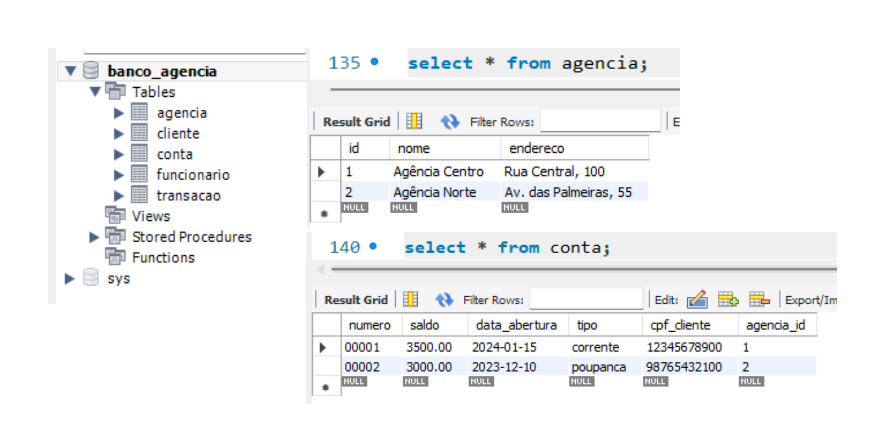 banco_agencia
Tables
agencia
cliente
conta
funcionario
transacao
Views
Stored Procedures
Functions
sys
135 select * from agencia;
Result Grid Filter Rows: E
id nome endereco
1 Agência Centro Rua Central, 100
2 Agência Norte Av. das Palmeiras, 55
NULL NULL NULL
140 select * from conta;
Result Grid Filter Rows: Edit: Export/Im
numero saldo data_abertura tipo cpf_cliente agencia_id
00001 3500.00 2024-01-15 corrente 12345678900 1
00002 3000.00 2023-12-10 poupanca 98765432100 2
NULL NULL NULL NULL NULL NULL